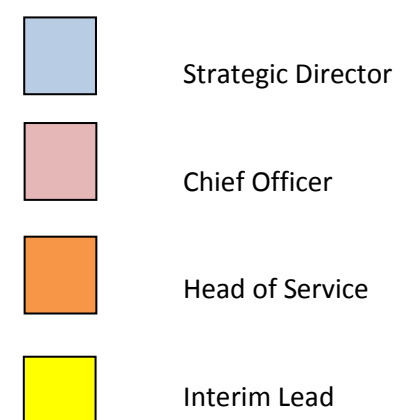 Strategic Director
Chief Officer
Head of Service
Interim Lead